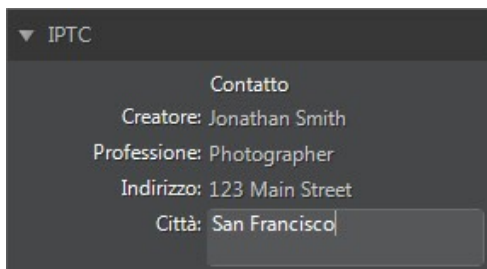 IPTC
Contatto
Creatore: Jonathan Smith
Professione: Photographer
Indirizzo: 123 Main Street
Città: San Francisco